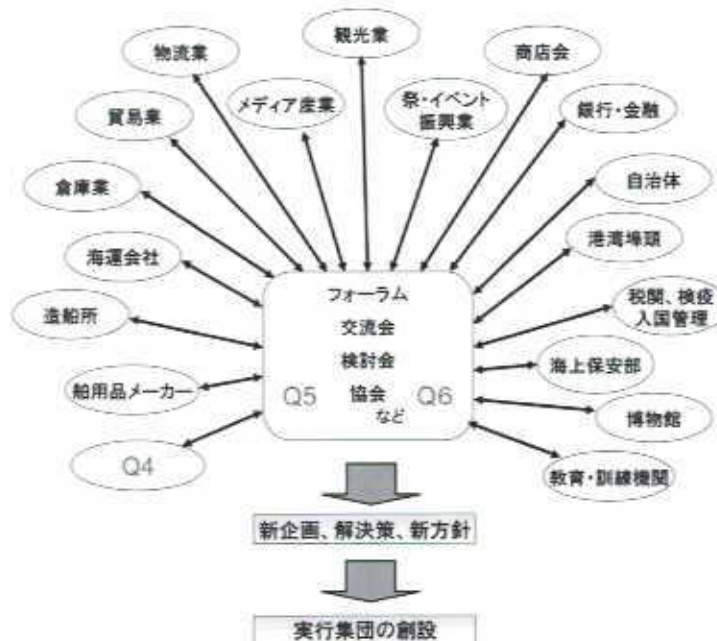 観光業
物流業
商店会
メディア産業
祭・イベント
振興業
貿易業
銀行・金融
倉庫業
自治体
海運会社
港湾埠頭
フォーラム
造船所
税関、検疫
入国管理
交流会
検討会
海上保安部
舶用品メーカー
Q5
協会
Q6
など
博物館
Q4
教育・訓練機関
新企画、解決策、新方針
実行集団の創設